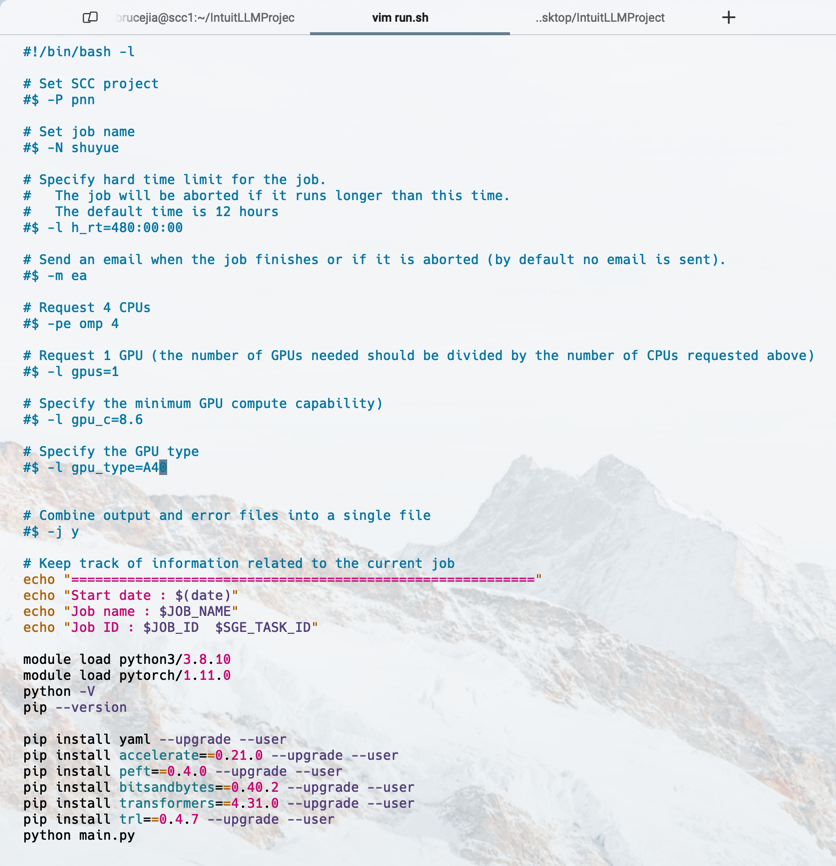 brucejia@scc1:~/IntuitLLMProjec
vim run.sh
..sktop/IntuitLLMProject
+
#!/bin/bash -l
# Set SCC project
#$ -P pnn
# Set job name
#$ -N shuyue
# Specify hard time limit for the job.
#   The job will be aborted if it runs longer than this time.
#   The default time is 12 hours
#$ -l h_rt=480:00:00
# Send an email when the job finishes or if it is aborted (by default no email is sent).
#$ -m ea
# Request 4 CPUs
#$ -pe omp 4
# Request 1 GPU (the number of GPUs needed should be divided by the number of CPUs requested above)
#$ -l gpus=1
# Specify the minimum GPU compute capability)
#$ -l gpu_c=8.6
# Specify the GPU type
#$ -l gpu_type=A40
# Combine output and error files into a single file
#$ -j y
# Keep track of information related to the current job
echo "=========================================================="
echo "Start date : $(date)"
echo "Job name : $JOB_NAME"
echo "Job ID : $JOB_ID  $SGE_TASK_ID"
module load python3/3.8.10
module load pytorch/1.11.0
python -V
pip --version
pip install yaml --upgrade --user
pip install accelerate==0.21.0 --upgrade --user
pip install peft==0.4.0 --upgrade --user
pip install bitsandbytes==0.40.2 --upgrade --user
pip install transformers==4.31.0 --upgrade --user
pip install trl==0.4.7 --upgrade --user
python main.py